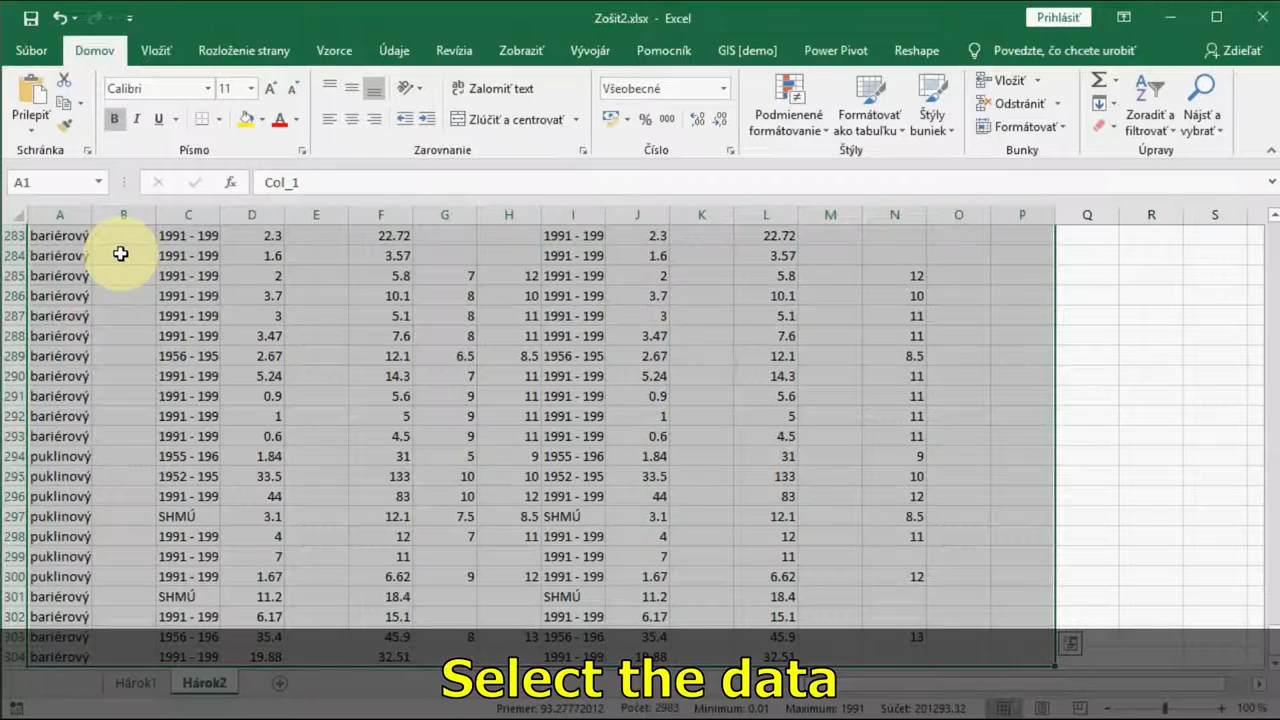 Zošit2.xlsx - Excel
Prihlásiť
Súbor Domov Vložiť Rozloženie strany Vzorce Údaje Revízia Zobraziť Vývojár Pomocník GIS [demo] Power Pivot Reshape Povedzte, čo chcete urobiť Zdieľať
Prilepiť
Calibri 11
B I U
A A
Zalomiť text
Zlúčiť a centrovať
Všeobecné
% 000
Podmienené formátovanie
Formátovať ako tabuľku
Štýly buniek
Vložiť
Odstrániť
Formátovať
Zoradiť a filtrovať
Nájsť a vybrať
Schránka Písmo Zarovnanie Číslo Štýly Bunky Úpravy
A1 fx Col_1
A B C D E F G H I J K L M N O P Q R S
283 bariérový 1991 - 199 2.3 22.72 1991 - 199 2.3 22.72
284 bariérový 1991 - 199 1.6 3.57 1991 - 199 1.6 3.57
285 bariérový 1991 - 199 2 5.8 7 12 1991 - 199 2 5.8 12
286 bariérový 1991 - 199 3.7 10.1 8 10 1991 - 199 3.7 10.1 10
287 bariérový 1991 - 199 3 5.1 8 11 1991 - 199 3 5.1 11
288 bariérový 1991 - 199 3.47 7.6 8 11 1991 - 199 3.47 7.6 11
289 bariérový 1956 - 195 2.67 12.1 6.5 8.5 1956 - 195 2.67 12.1 8.5
290 bariérový 1991 - 199 5.24 14.3 7 11 1991 - 199 5.24 14.3 11
291 bariérový 1991 - 199 0.9 5.6 9 11 1991 - 199 0.9 5.6 11
292 bariérový 1991 - 199 1 5 9 11 1991 - 199 1 5 11
293 bariérový 1991 - 199 0.6 4.5 9 11 1991 - 199 0.6 4.5 11
294 puklinový 1955 - 196 1.84 31 5 9 1955 - 196 1.84 31 9
295 puklinový 1952 - 195 33.5 133 10 10 1952 - 195 33.5 133 10
296 puklinový 1991 - 199 44 83 10 12 1991 - 199 44 83 12
297 puklinový SHMÚ 3.1 12.1 7.5 8.5 SHMÚ 3.1 12.1 8.5
298 puklinový 1991 - 199 4 12 7 11 1991 - 199 4 12 11
299 puklinový 1991 - 199 7 11 1991 - 199 7 11
300 puklinový 1991 - 199 1.67 6.62 9 12 1991 - 199 1.67 6.62 12
301 bariérový SHMÚ 11.2 18.4 SHMÚ 11.2 18.4
302 bariérový 1991 - 199 6.17 15.1 1991 - 199 6.17 15.1
303 bariérový 1956 - 196 35.4 45.9 8 13 1956 - 196 35.4 45.9 13
304 bariérový 1991 - 199 19.88 32.51 1991 - 199 19.88 32.51
Select the data
Hárok1 Hárok2
Priemer: 93.27772012 Počet: 2983 Minimum: 0.01 Maximum: 1991 Súčet: 201293.32 100 %